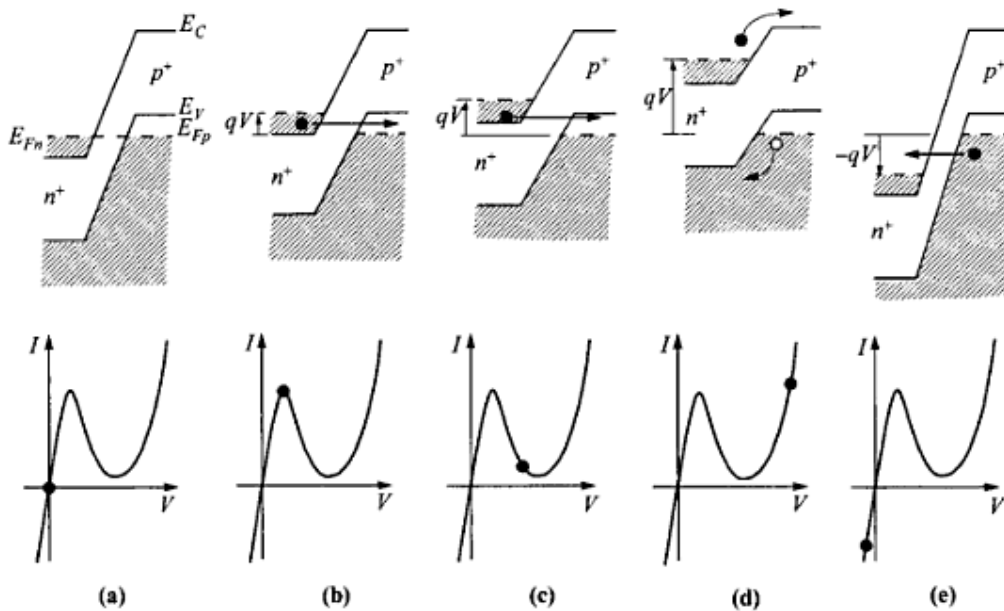 E_C
p⁺
E_V
E_Fn
E_Fp
n⁺
p⁺
qV
n⁺
p⁺
qV
n⁺
p⁺
qV
n⁺
p⁺
−qV
n⁺
I
V
I
V
I
V
I
V
I
V
(a)
(b)
(c)
(d)
(e)